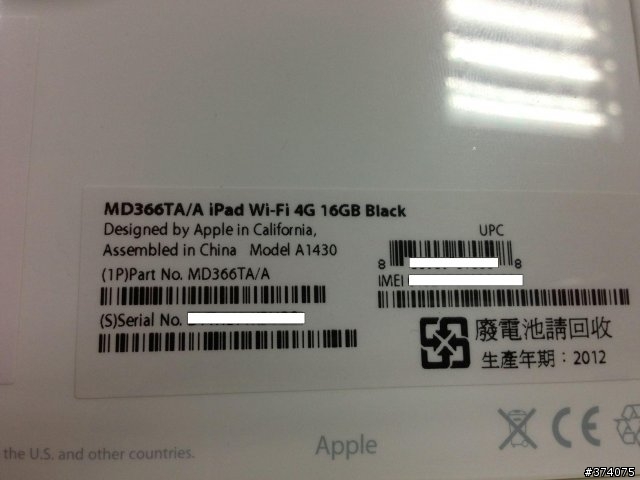 MD366TA/A iPad Wi-Fi 4G 16GB Black
Designed by Apple in California,
Assembled in China Model A1430
(1P)Part No. MD366TA/A
(S)Serial No.
UPC
8 8
IMEI
廢電池請回收
生產年期：2012
the U.S. and other countries.
Apple
CE
#374075